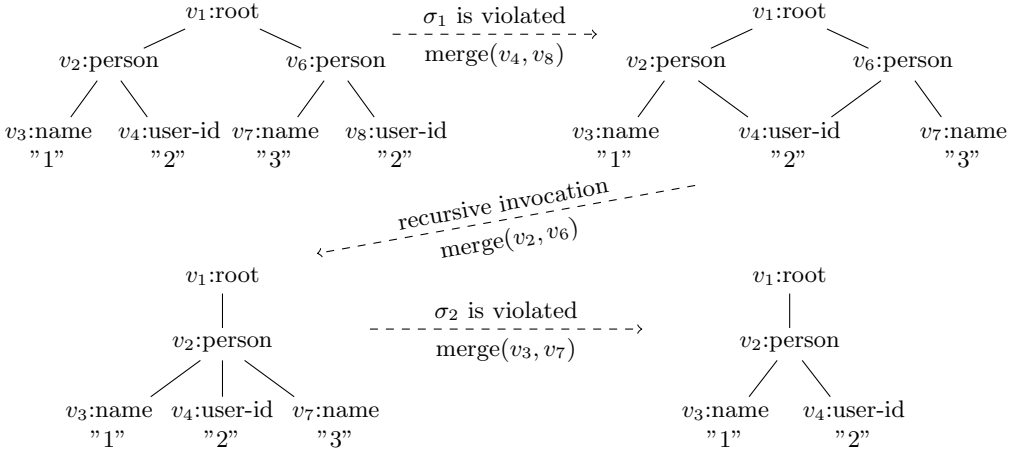 v₁:root
σ₁ is violated
merge(v₄, v₈)
v₁:root
v₂:person
v₆:person
v₂:person
v₆:person
v₃:name
v₄:user-id
v₇:name
v₈:user-id
v₃:name
v₄:user-id
v₇:name
"1"
"2"
"3"
"2"
"1"
"2"
"3"
recursive invocation
merge(v₂, v₆)
v₁:root
σ₂ is violated
merge(v₃, v₇)
v₁:root
v₂:person
v₂:person
v₃:name
v₄:user-id
v₇:name
v₃:name
v₄:user-id
"1"
"2"
"3"
"1"
"2"